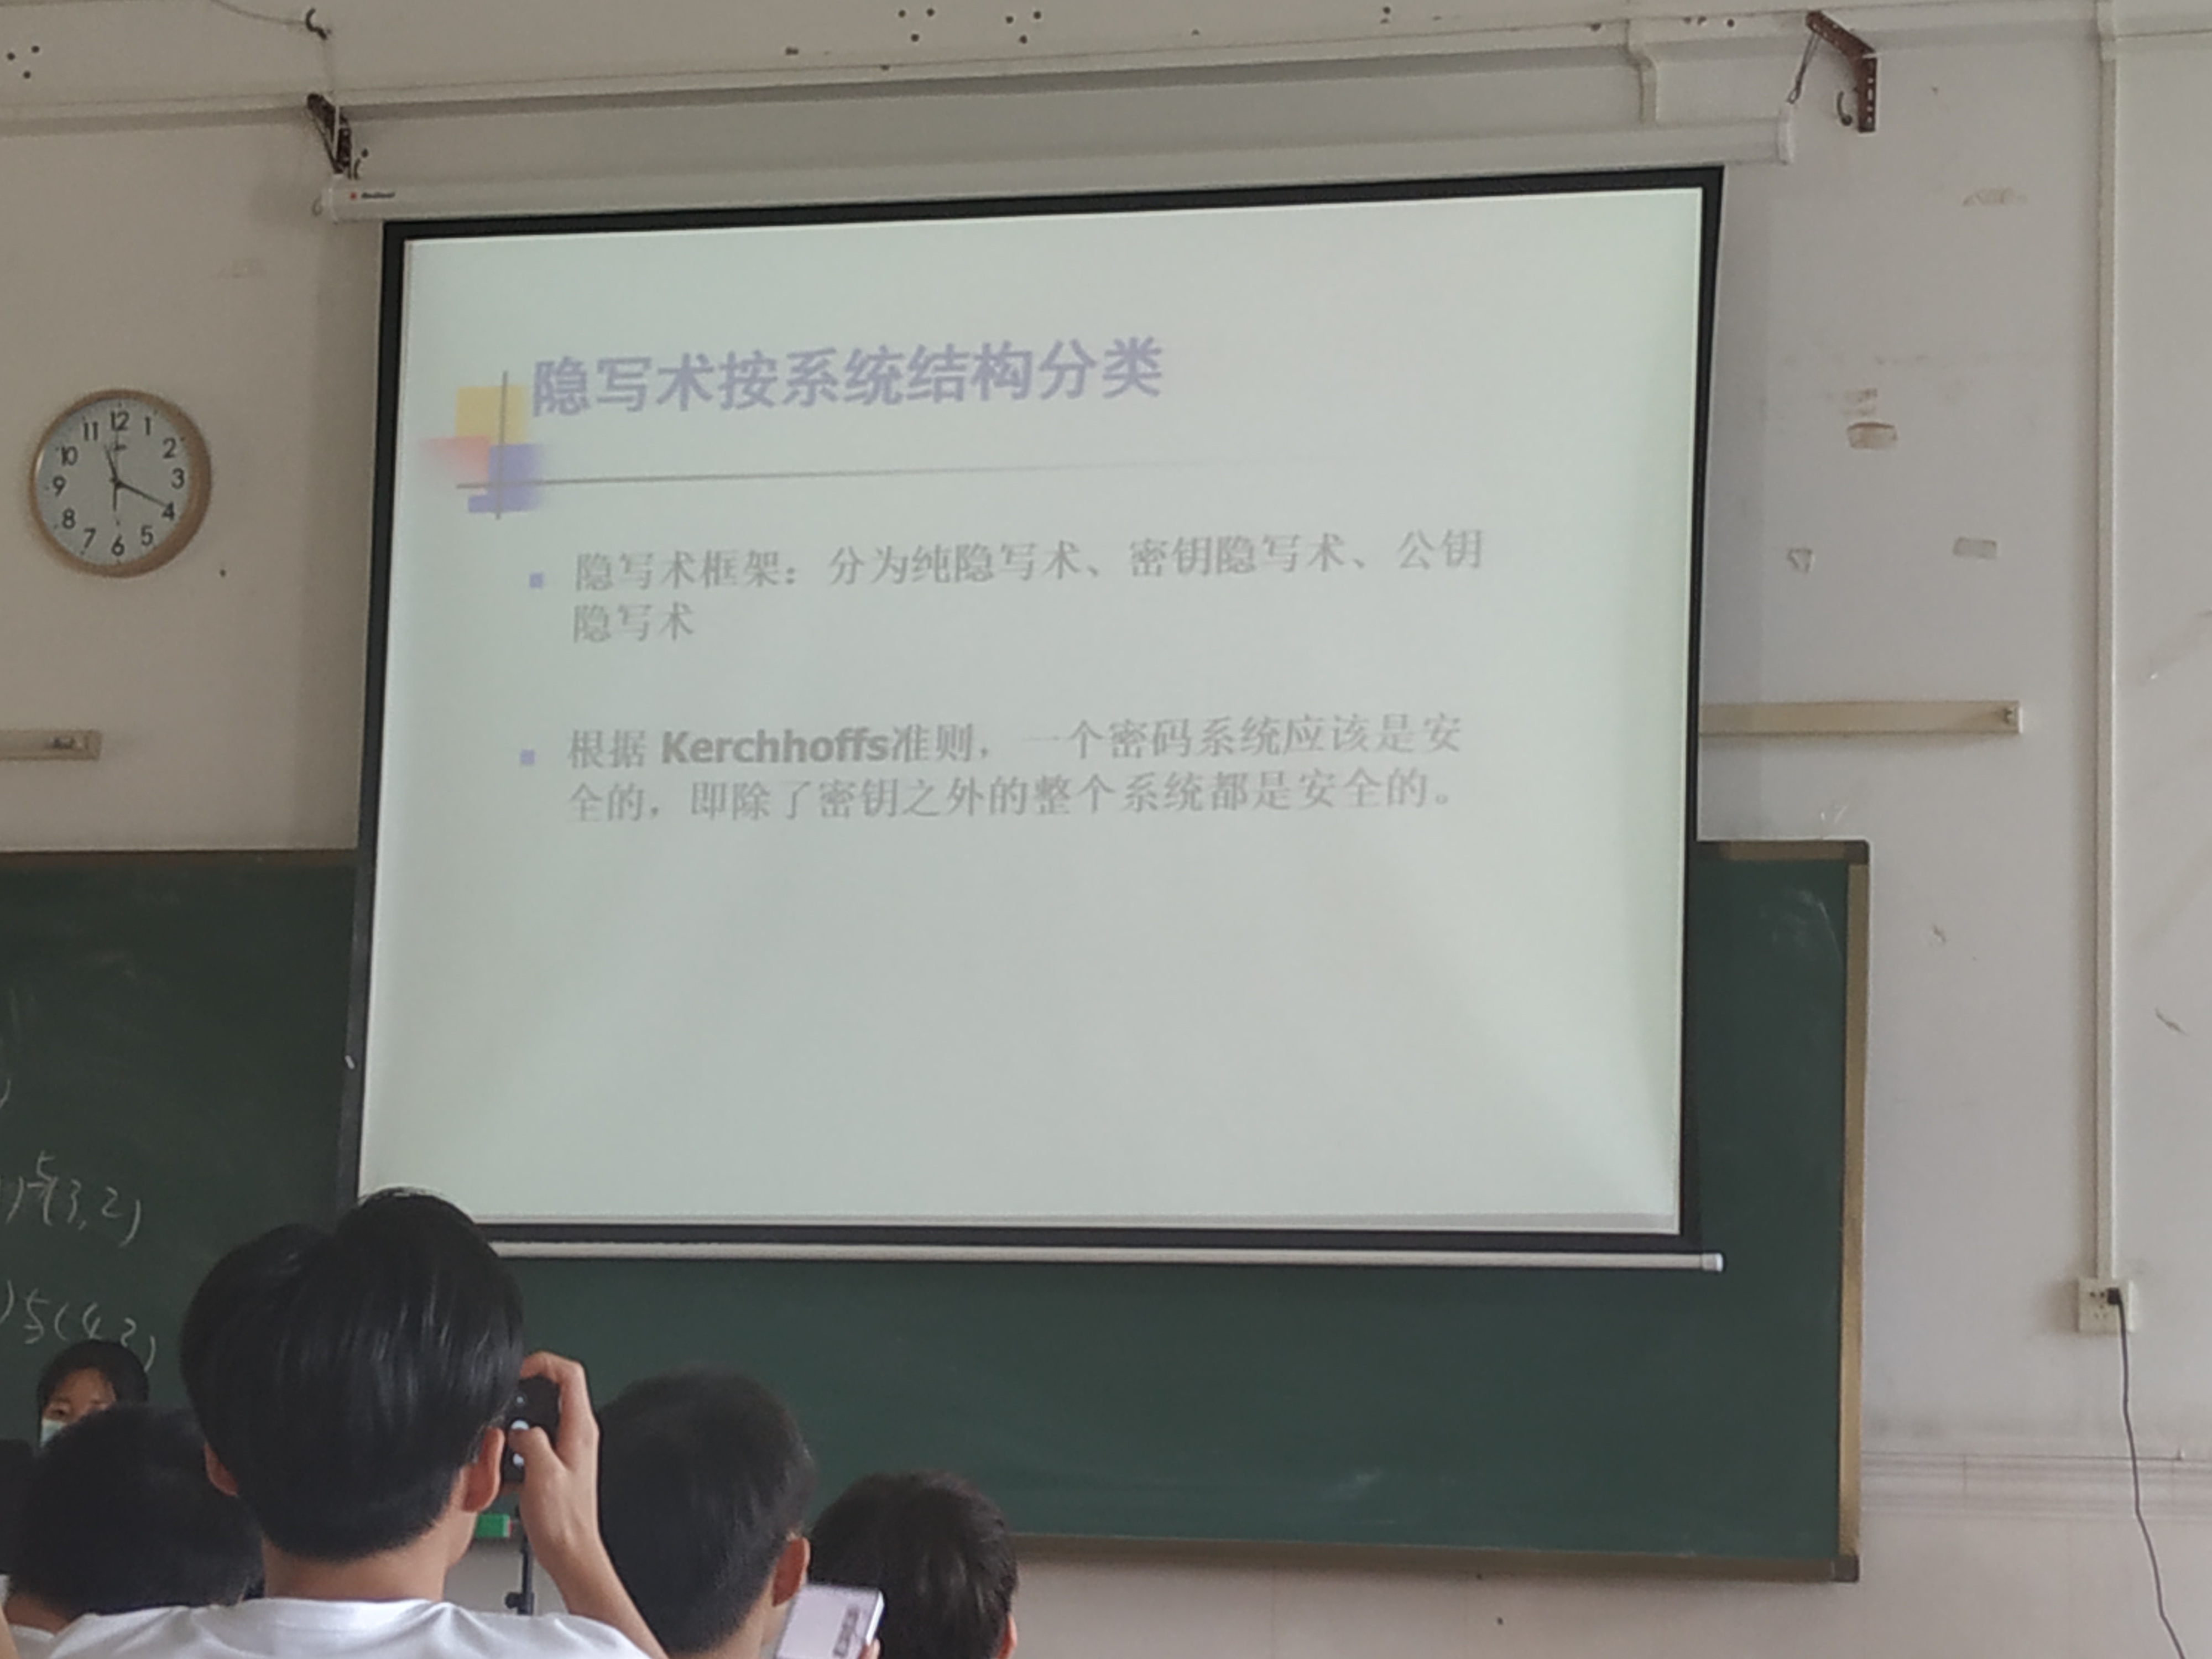 隐写术按系统结构分类
隐写术框架：分为纯隐写术、密钥隐写术、公钥
隐写术
根据 Kerchhoffs准则，一个密码系统应该是安
全的，即除了密钥之外的整个系统都是安全的。
12
11 1
10 2
9 3
8 4
7 5
6
(3,2)